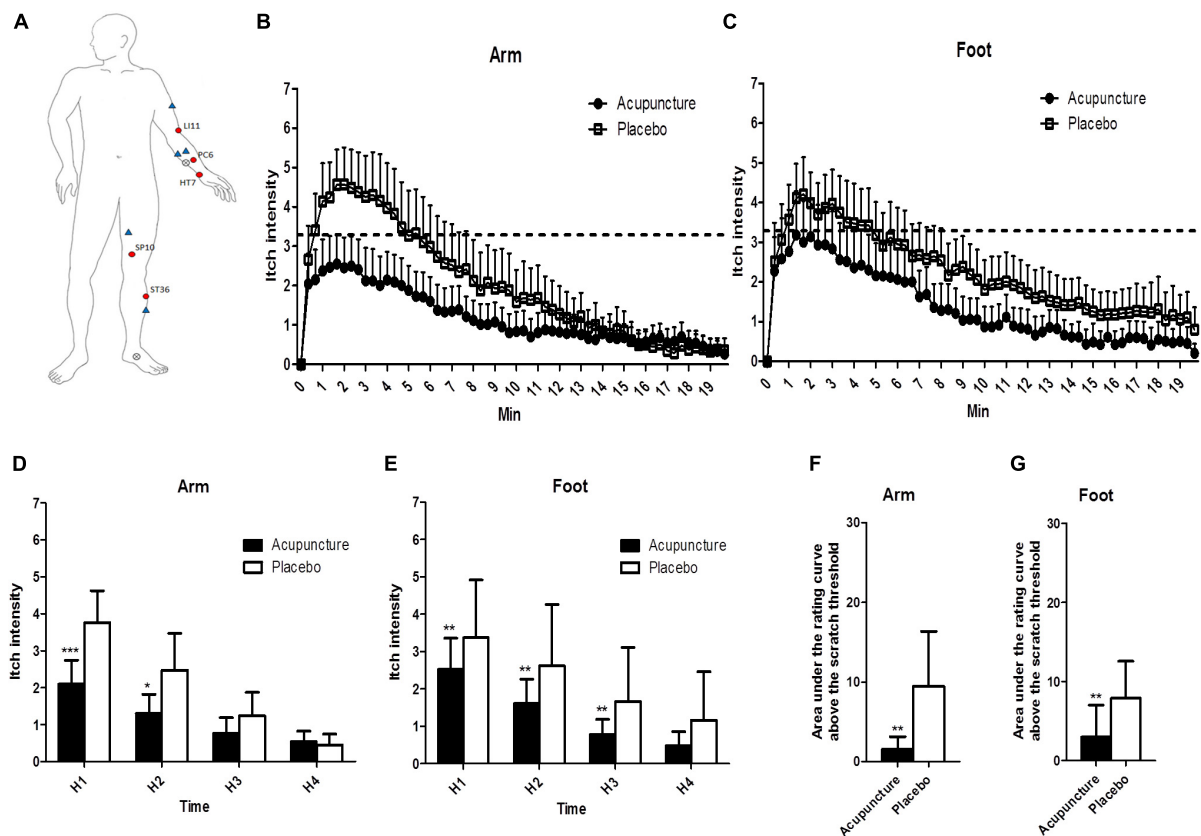 A
LI11
PC6
HT7
SP10
ST36
B
Arm
Acupuncture
Placebo
Itch intensity
7
6
5
4
3
2
1
0
0 1 2 3 4 5 6 7 8 9 10 11 12 13 14 15 16 17 18 19
Min
C
Foot
Acupuncture
Placebo
Itch intensity
7
6
5
4
3
2
1
0
0 1 2 3 4 5 6 7 8 9 10 11 12 13 14 15 16 17 18 19
Min
D
Arm
Acupuncture
Placebo
Itch intensity
7
6
5
4
3
2
1
0
***
*
H1 H2 H3 H4
Time
E
Foot
Acupuncture
Placebo
Itch intensity
7
6
5
4
3
2
1
0
**
**
**
H1 H2 H3 H4
Time
F
Arm
Area under the rating curve
above the scratch threshold
30
20
10
0
**
Acupuncture
Placebo
G
Foot
Area under the rating curve
above the scratch threshold
30
20
10
0
**
Acupuncture
Placebo